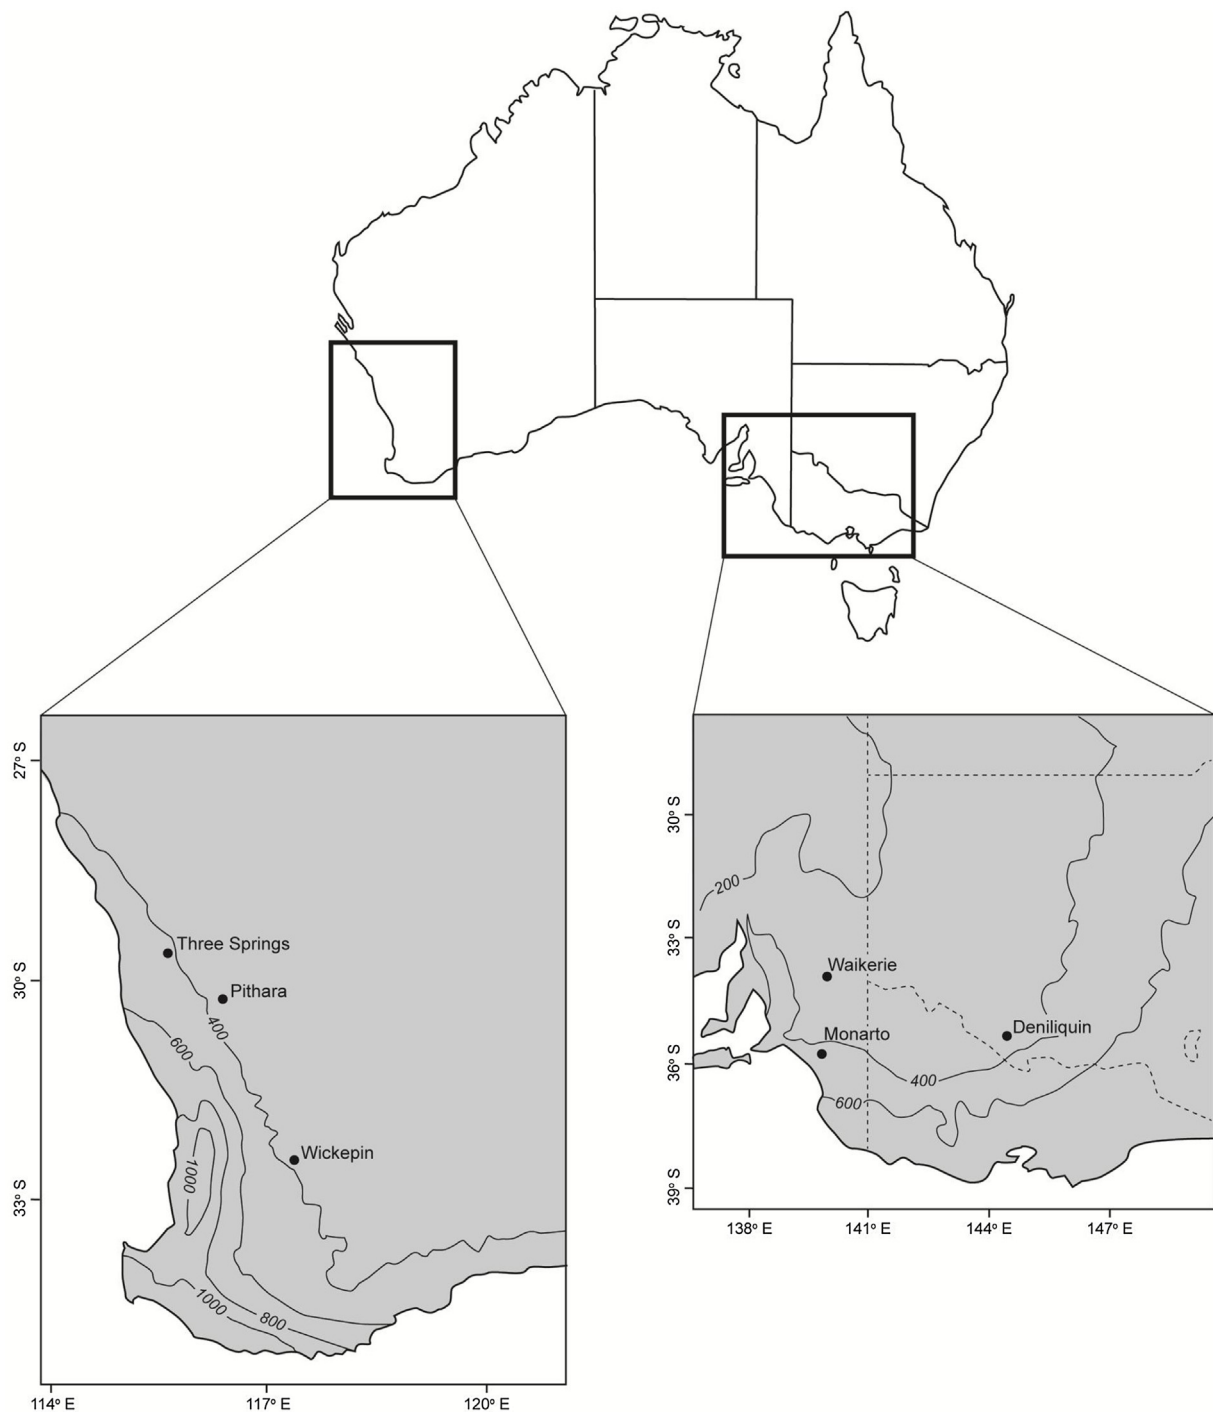 27° S
30° S
33° S
114° E
117° E
120° E
Three Springs
Pithara
400
600
Wickepin
1000
1000
800
30° S
33° S
36° S
39° S
138° E
141° E
144° E
147° E
200
Waikerie
Monarto
Deniliquin
400
600